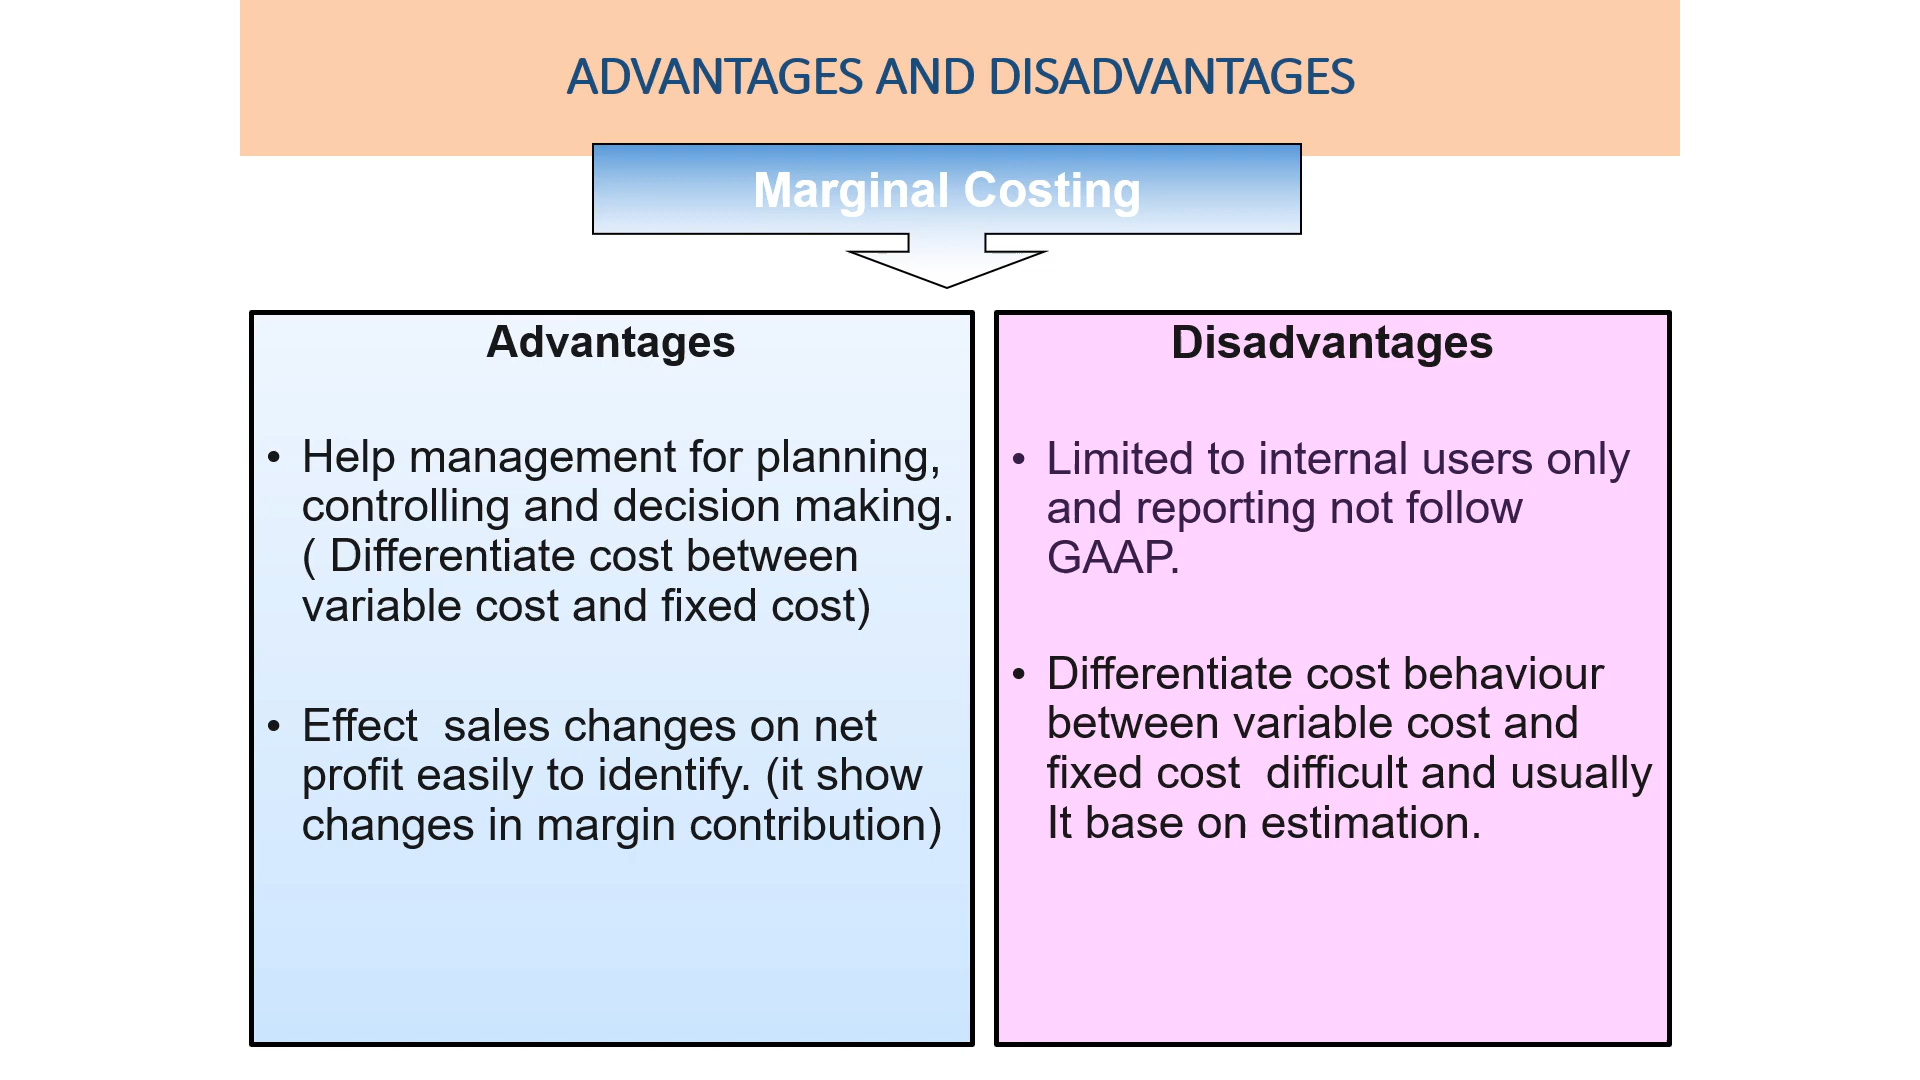 ADVANTAGES AND DISADVANTAGES
Marginal Costing
Advantages
• Help management for planning,
controlling and decision making.
( Differentiate cost between
variable cost and fixed cost)
• Effect  sales changes on net
profit easily to identify. (it show
changes in margin contribution)
Disadvantages
• Limited to internal users only
and reporting not follow
GAAP.
• Differentiate cost behaviour
between variable cost and
fixed cost  difficult and usually
It base on estimation.